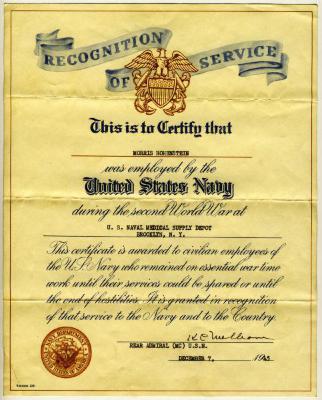 RECOGNITION OF SERVICE
This is to Certify that
MORRIS HOHENSTEIN
was employed by the
United States Navy
during the second World War at
U. S. NAVAL MEDICAL SUPPLY DEPOT
BROOKLYN, N. Y.
This certificate is awarded to civilian employees of
the U.S. Navy who remained on essential war time
work until their services could be spared or until
the end of hostilities. It is granted in recognition
of that service to the Navy and to the Country.
REAR ADMIRAL (MC) U.S.N.
DECEMBER 7, 1945